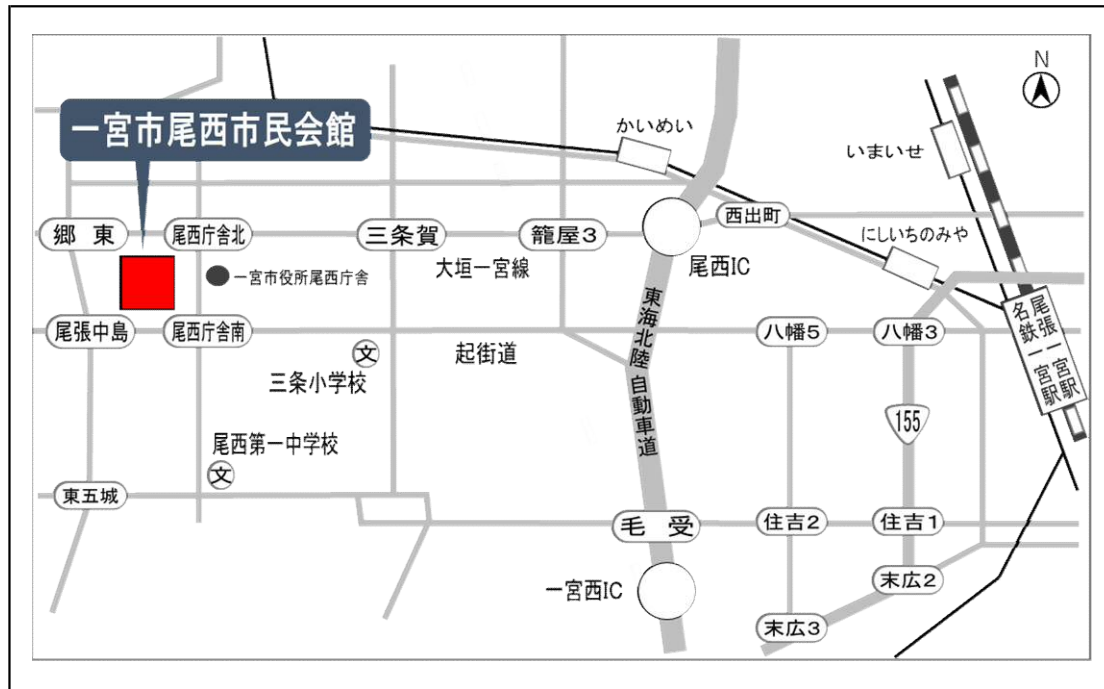 N
一宮市尾西市民会館
かいめい
いまいせ
西出町
郷東
尾西庁舎北
三条賀
籠屋3
にしいちのみや
大垣一宮線
尾西IC
一宮市役所尾西庁舎
東海北陸自動車道
尾張一宮駅
名鉄一宮駅
尾張中島
尾西庁舎南
起街道
八幡5
八幡3
文
三条小学校
155
尾西第一中学校
文
東五城
毛受
住吉2
住吉1
一宮西IC
末広2
末広3